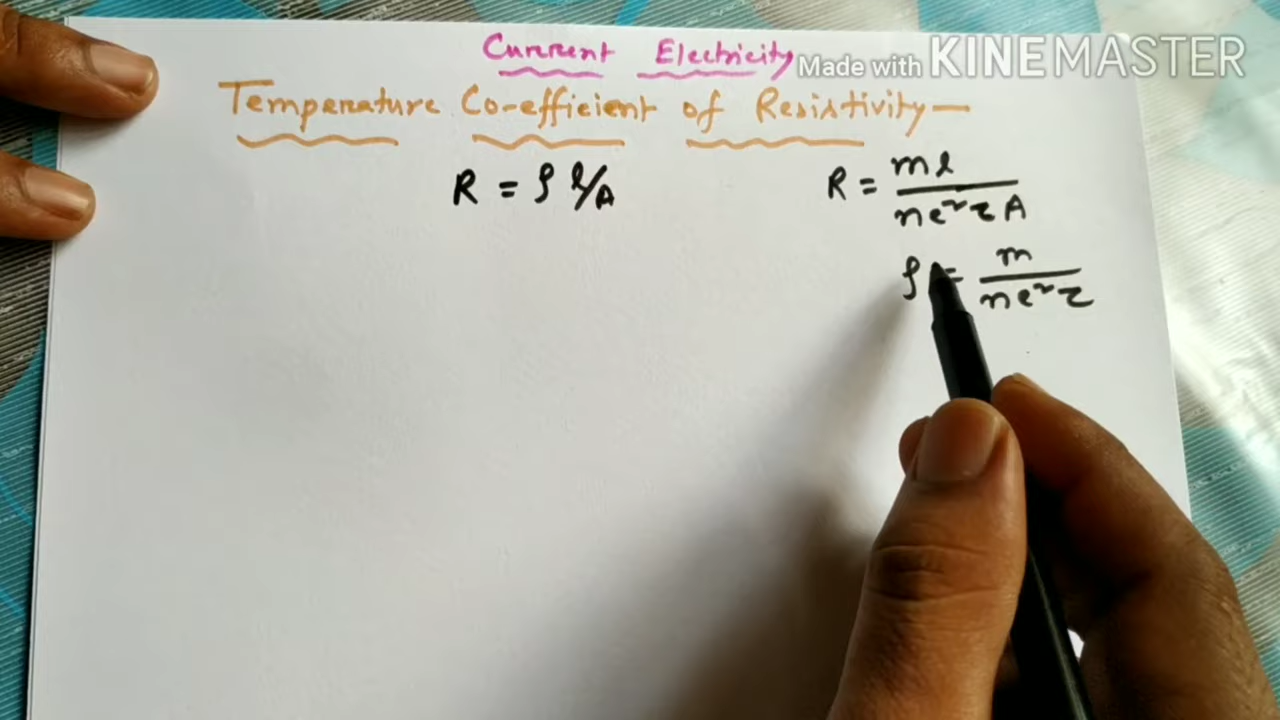 Current Electricity
Made with KINEMASTER
Temperature Co-efficient of Resistivity—
R = ρ l/A
R = ml / ne²τA
ρ = m / ne²τ